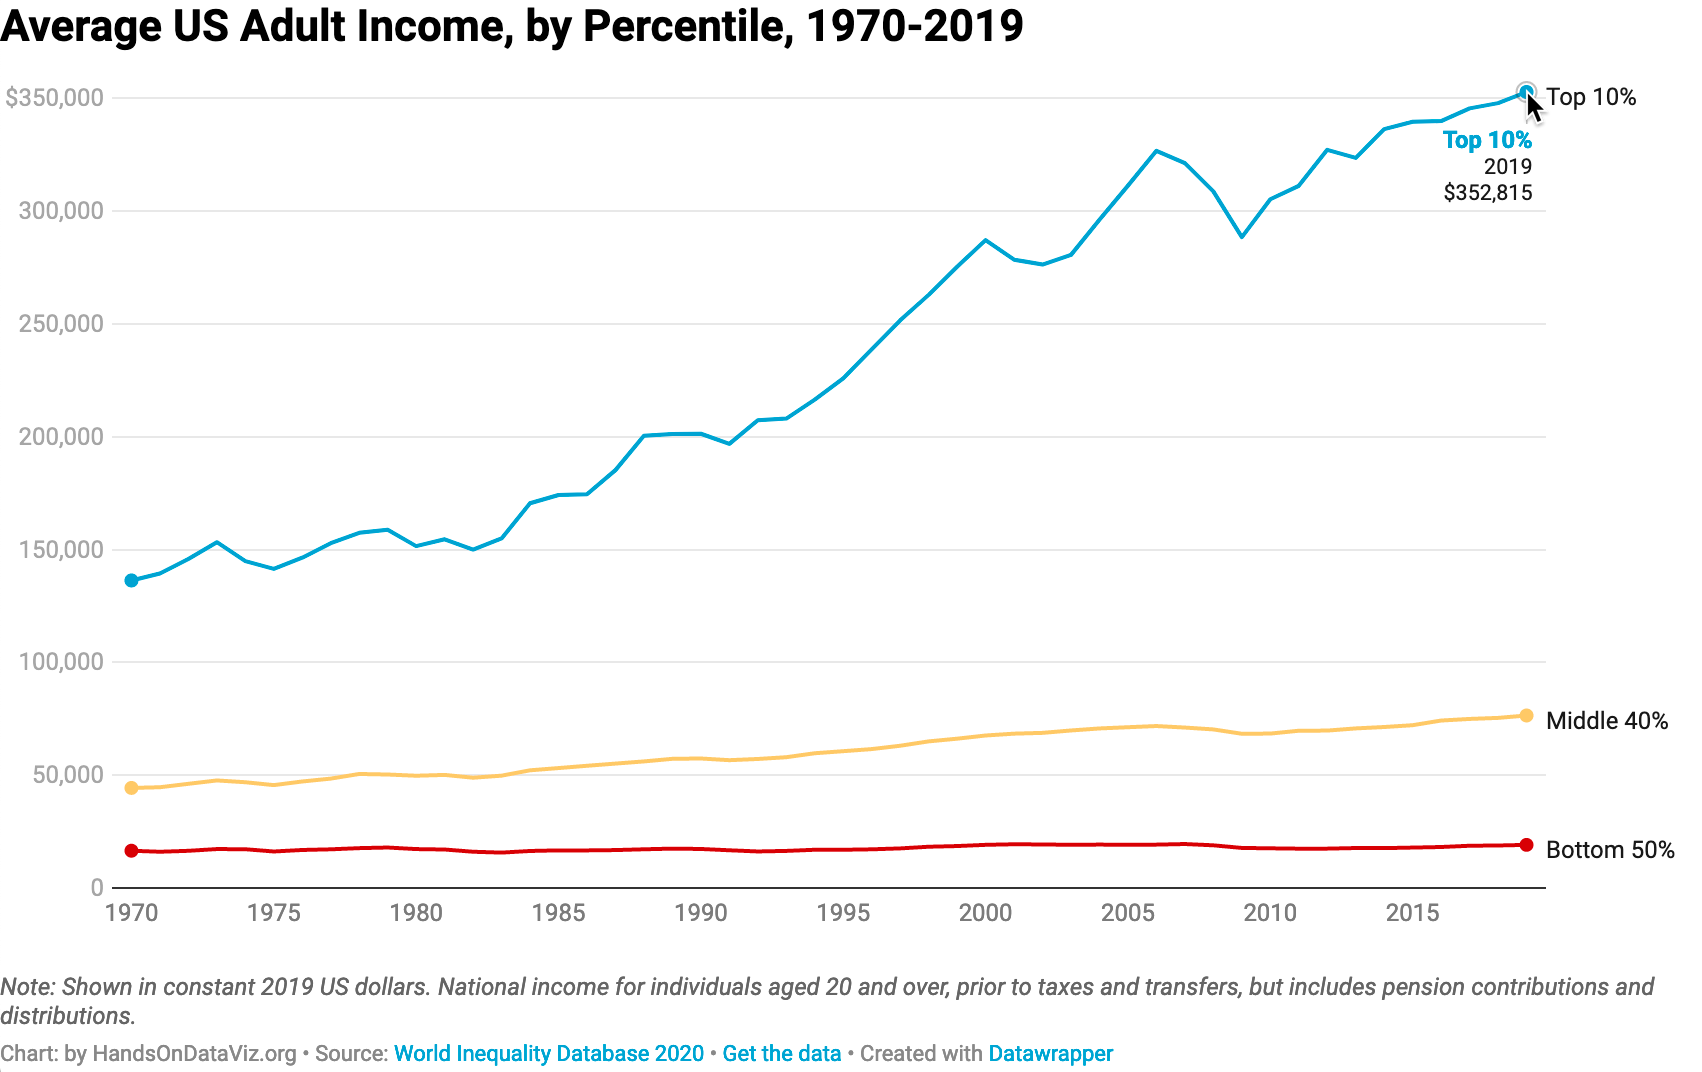 Average US Adult Income, by Percentile, 1970-2019
$350,000
Top 10%
Top 10%
2019
$352,815
300,000
250,000
200,000
150,000
100,000
Middle 40%
50,000
Bottom 50%
0
1970 1975 1980 1985 1990 1995 2000 2005 2010 2015
Note: Shown in constant 2019 US dollars. National income for individuals aged 20 and over, prior to taxes and transfers, but includes pension contributions and
distributions.
Chart: by HandsOnDataViz.org • Source: World Inequality Database 2020 • Get the data • Created with Datawrapper